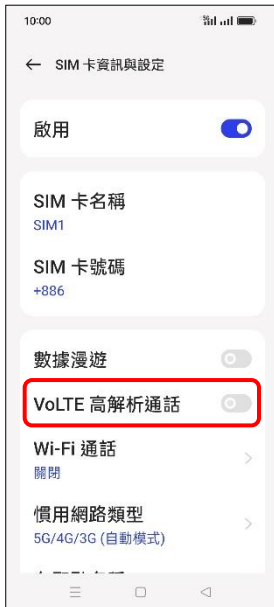 10:00
5G
← SIM 卡資訊與設定
啟用
SIM 卡名稱
SIM1
SIM 卡號碼
+886
數據漫遊
VoLTE 高解析通話
Wi-Fi 通話
關閉
慣用網路類型
5G/4G/3G (自動模式)